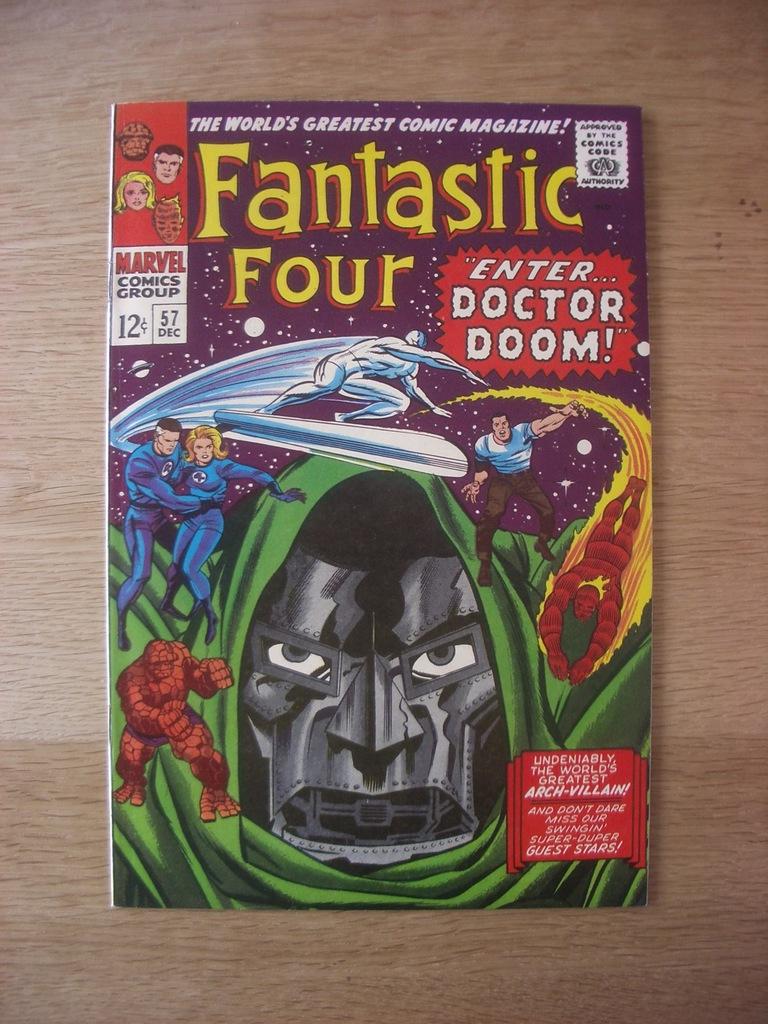 THE WORLD'S GREATEST COMIC MAGAZINE!
APPROVED
BY THE
COMICS
CODE
CA
AUTHORITY
Fantastic
Four
MARVEL
COMICS
GROUP
12¢
57
DEC
"ENTER...
DOCTOR
DOOM!"
4
4
UNDENIABLY,
THE WORLD'S
GREATEST
ARCH-VILLAIN!
AND DON'T DARE
MISS OUR
SWINGIN'
SUPER-DUPER
GUEST STARS!